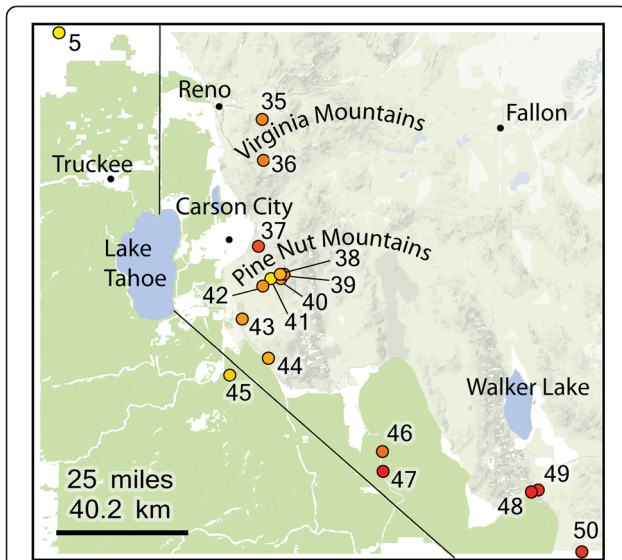 5
Reno
35
Virginia Mountains
Fallon
36
Truckee
Carson City
37
Lake
Tahoe
Pine Nut Mountains
38
39
42
40
41
43
44
45
Walker Lake
46
47
49
48
25 miles
40.2 km
50